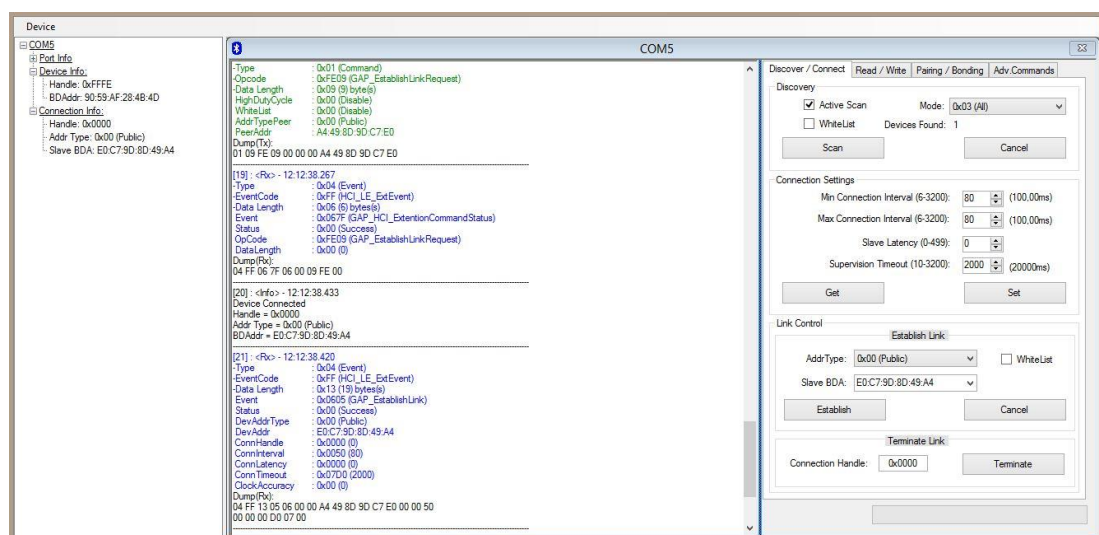 Device
COM5
Port Info
Device Info:
Handle: 0xFFFE
BDAddr: 90:59:AF:28:4B:4D
Connection Info:
Handle: 0x0000
Addr Type: 0x00 (Public)
Slave BDA: E0:C7:9D:8D:49:A4
COM5
-Type : 0x01 (Command)
-Opcode : 0xFE09 (GAP_EstablishLinkRequest)
-Data Length : 0x09 (9) byte(s)
HighDutyCycle : 0x00 (Disable)
WhiteList : 0x00 (Disable)
AddrTypePeer : 0x00 (Public)
PeerAddr : A4:49:8D:9D:C7:E0
Dump(Tx):
01 09 FE 09 00 00 00 A4 49 8D 9D C7 E0
[19] : <Rx> - 12:12:38.267
-Type : 0x04 (Event)
-EventCode : 0xFF (HCI_LE_ExtEvent)
-Data Length : 0x06 (6) bytes(s)
Event : 0x067F (GAP_HCI_ExtentionCommandStatus)
Status : 0x00 (Success)
OpCode : 0xFE09 (GAP_EstablishLinkRequest)
DataLength : 0x00 (0)
Dump(Rx):
04 FF 06 7F 06 00 09 FE 00
[20] : <Info> - 12:12:38.433
Device Connected
Handle = 0x0000
Addr Type = 0x00 (Public)
BDAddr = E0:C7:9D:8D:49:A4
[21] : <Rx> - 12:12:38.420
-Type : 0x04 (Event)
-EventCode : 0xFF (HCI_LE_ExtEvent)
-Data Length : 0x13 (19) bytes(s)
Event : 0x0605 (GAP_EstablishLink)
Status : 0x00 (Success)
DevAddrType : 0x00 (Public)
DevAddr : E0:C7:9D:8D:49:A4
ConnHandle : 0x0000 (0)
ConnInterval : 0x0050 (80)
ConnLatency : 0x0000 (0)
ConnTimeout : 0x07D0 (2000)
ClockAccuracy : 0x00 (0)
Dump(Rx):
04 FF 13 05 06 00 00 A4 49 8D 9D C7 E0 00 00 50
00 00 00 D0 07 00
Discover / Connect Read / Write Pairing / Bonding Adv.Commands
Discovery
Active Scan Mode: 0x03 (All)
WhiteList Devices Found: 1
Scan Cancel
Connection Settings
Min Connection Interval (6-3200): 80 (100,00ms)
Max Connection Interval (6-3200): 80 (100,00ms)
Slave Latency (0-499): 0
Supervision Timeout (10-3200): 2000 (20000ms)
Get Set
Link Control
Establish Link
AddrType: 0x00 (Public) WhiteList
Slave BDA: E0:C7:9D:8D:49:A4
Establish Cancel
Terminate Link
Connection Handle: 0x0000 Terminate